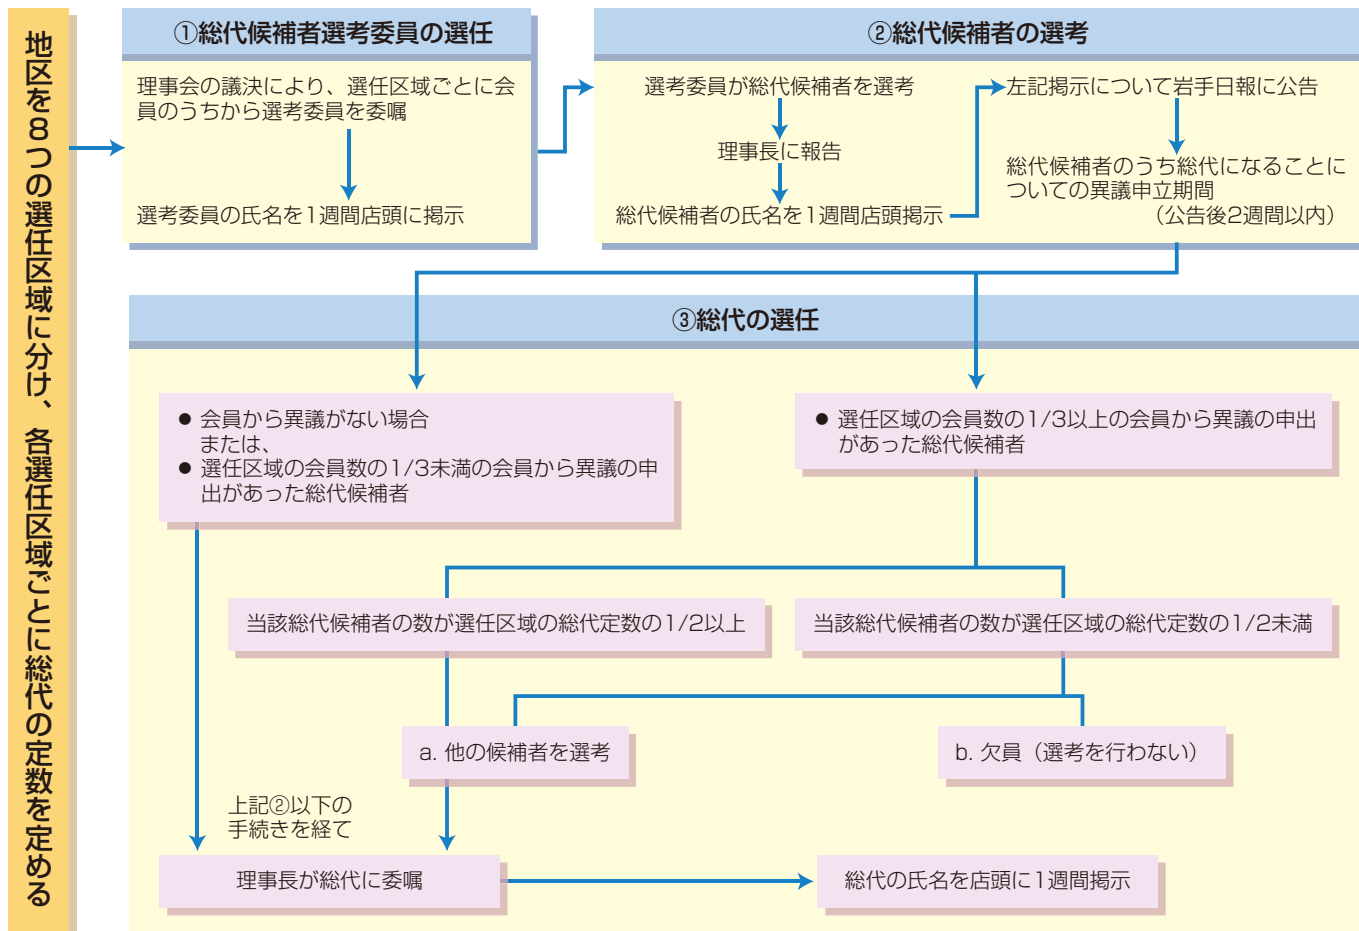 地区を8つの選任区域に分け、各選任区域ごとに総代の定数を定める
①総代候補者選考委員の選任
理事会の議決により、選任区域ごとに会
員のうちから選考委員を委嘱
選考委員の氏名を1週間店頭に掲示
②総代候補者の選考
選考委員が総代候補者を選考
理事長に報告
総代候補者の氏名を1週間店頭掲示
左記掲示について岩手日報に公告
総代候補者のうち総代になることに
ついての異議申立期間
（公告後2週間以内）
③総代の選任
● 会員から異議がない場合
または、
● 選任区域の会員数の1/3未満の会員から異議の申
出があった総代候補者
● 選任区域の会員数の1/3以上の会員から異議の申出
があった総代候補者
当該総代候補者の数が選任区域の総代定数の1/2以上
当該総代候補者の数が選任区域の総代定数の1/2未満
a. 他の候補者を選考
b. 欠員（選考を行わない）
上記②以下の
手続きを経て
理事長が総代に委嘱
総代の氏名を店頭に1週間掲示